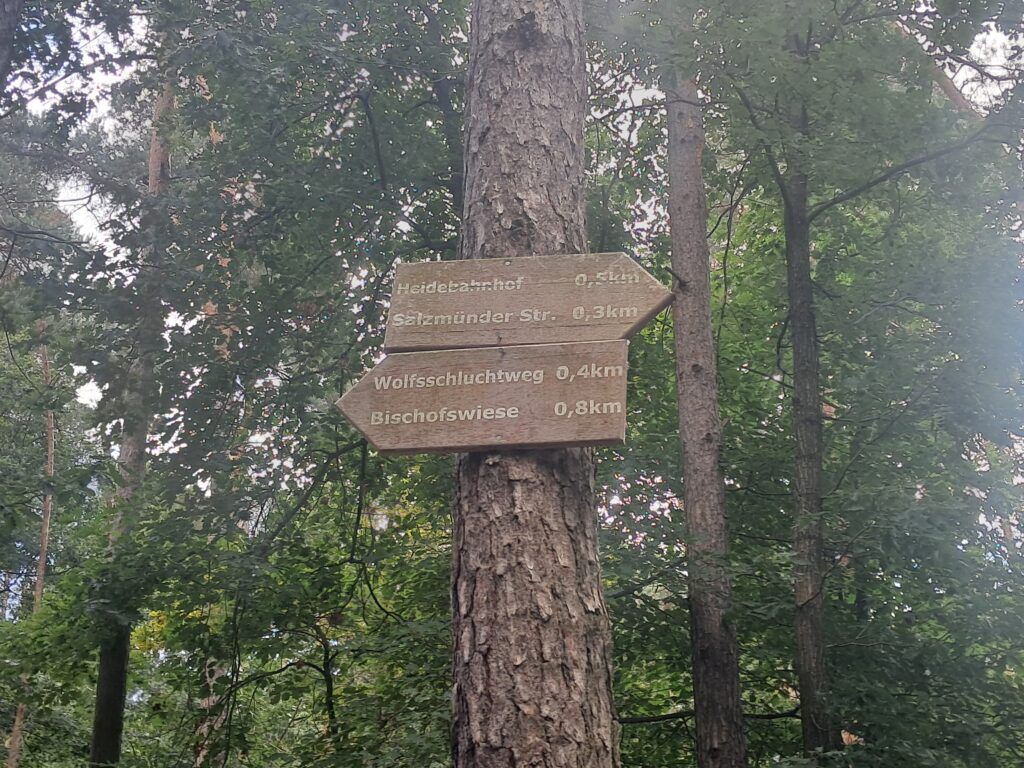 Heidebahnhof 0,5km
Salzmünder Str. 0,3km
Wolfsschluchtweg 0,4km
Bischofswiese 0,8km